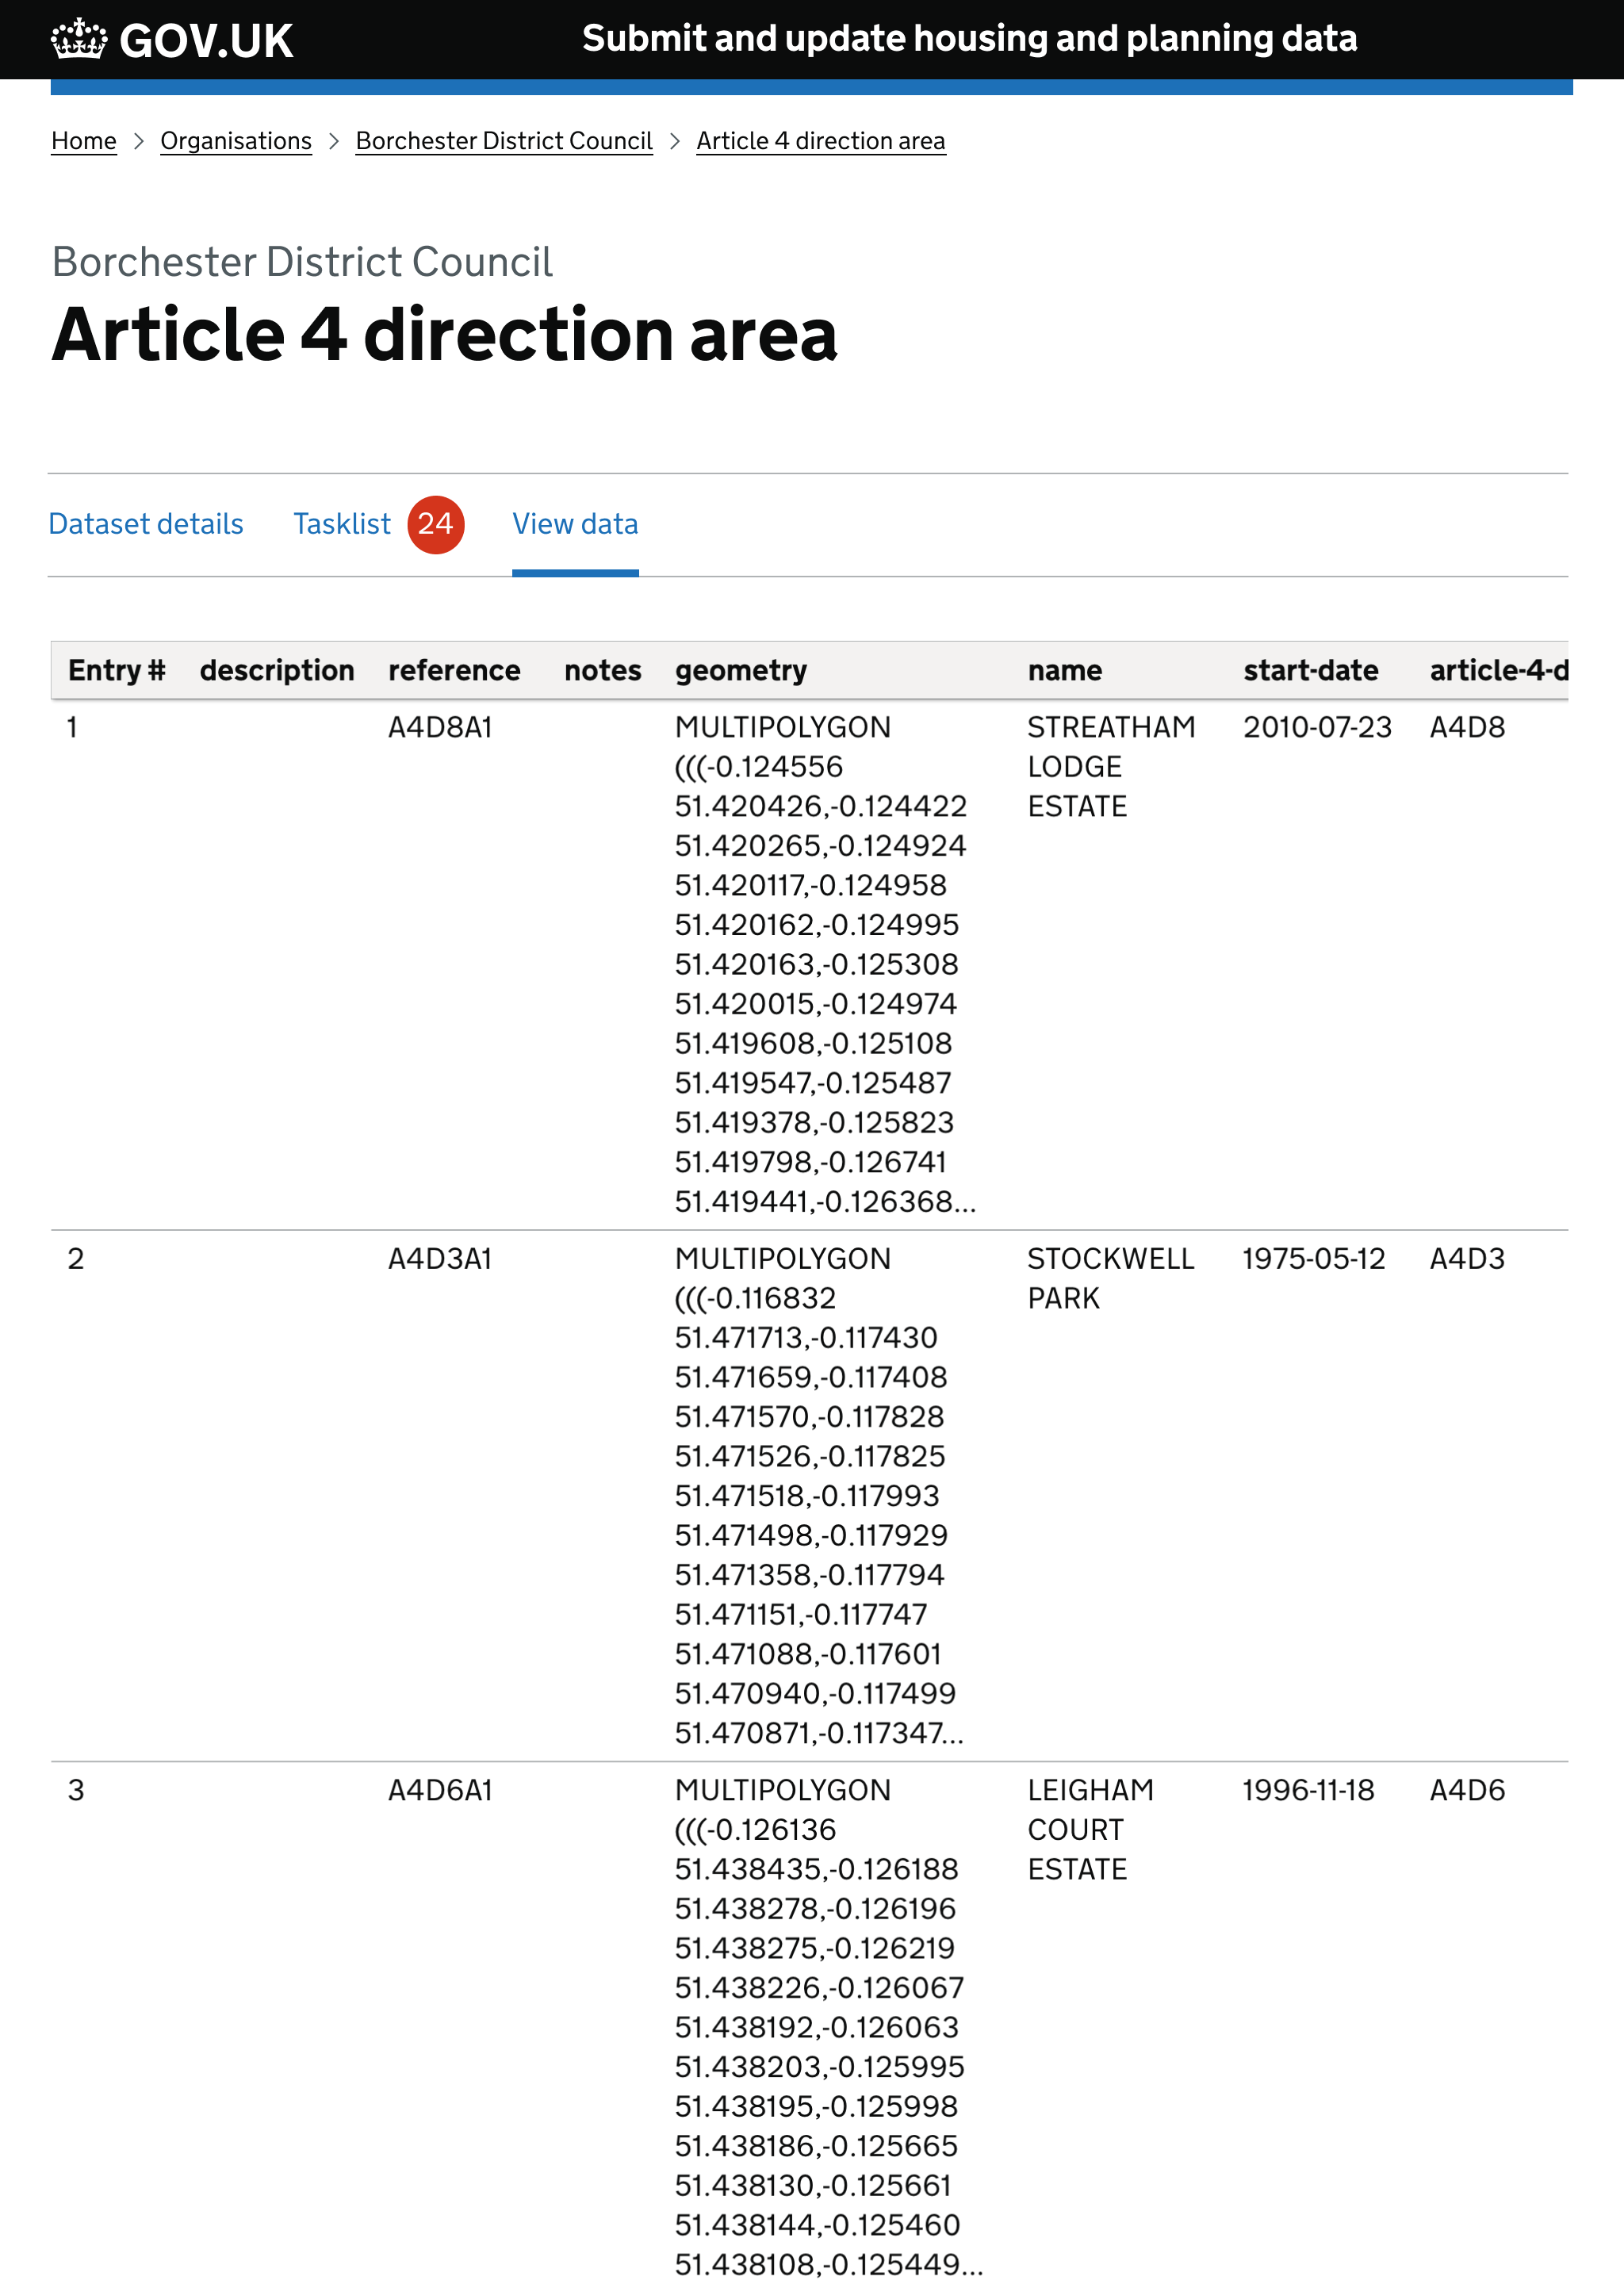 GOV.UK
Submit and update housing and planning data
Home > Organisations > Borchester District Council > Article 4 direction area
Borchester District Council
Article 4 direction area
Dataset details Tasklist 24 View data
Entry # description reference notes geometry name start-date article-4-d
1 A4D8A1 MULTIPOLYGON STREATHAM 2010-07-23 A4D8
(((-0.124556 LODGE
51.420426,-0.124422 ESTATE
51.420265,-0.124924
51.420117,-0.124958
51.420162,-0.124995
51.420163,-0.125308
51.420015,-0.124974
51.419608,-0.125108
51.419547,-0.125487
51.419378,-0.125823
51.419798,-0.126741
51.419441,-0.126368...
2 A4D3A1 MULTIPOLYGON STOCKWELL 1975-05-12 A4D3
(((-0.116832 PARK
51.471713,-0.117430
51.471659,-0.117408
51.471570,-0.117828
51.471526,-0.117825
51.471518,-0.117993
51.471498,-0.117929
51.471358,-0.117794
51.471151,-0.117747
51.471088,-0.117601
51.470940,-0.117499
51.470871,-0.117347...
3 A4D6A1 MULTIPOLYGON LEIGHAM 1996-11-18 A4D6
(((-0.126136 COURT
51.438435,-0.126188 ESTATE
51.438278,-0.126196
51.438275,-0.126219
51.438226,-0.126067
51.438192,-0.126063
51.438203,-0.125995
51.438195,-0.125998
51.438186,-0.125665
51.438130,-0.125661
51.438144,-0.125460
51.438108,-0.125449...